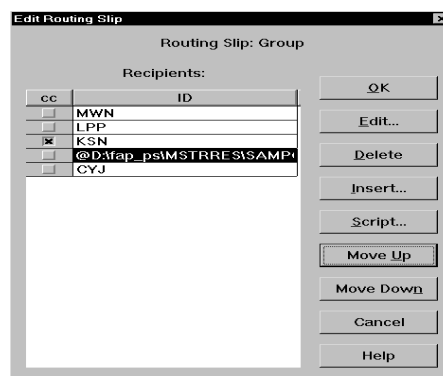 Edit Routing Slip
Routing Slip: Group
Recipients:
cc ID
MWN
LPP
KSN
@D:\fap_ps\MSTRRES\SAMP
CYJ
OK
Edit...
Delete
Insert...
Script...
Move Up
Move Down
Cancel
Help